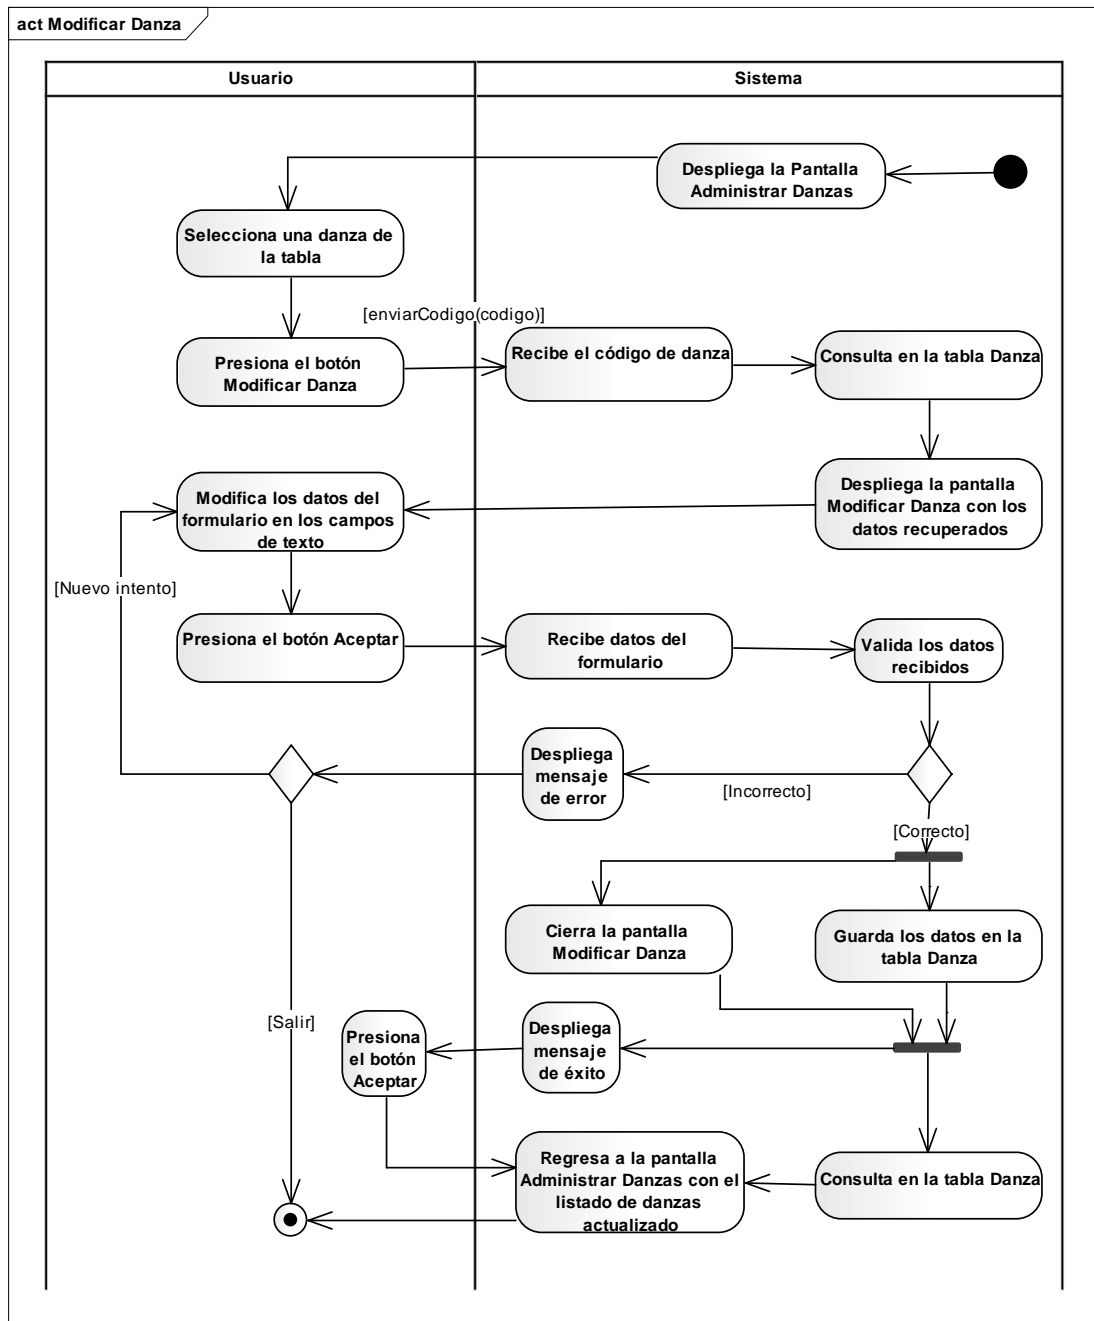 act Modificar Danza
Usuario
Sistema
Despliega la Pantalla
Administrar Danzas
Selecciona una danza de
la tabla
[enviarCodigo(codigo)]
Presiona el botón
Modificar Danza
Recibe el código de danza
Consulta en la tabla Danza
Despliega la pantalla
Modificar Danza con los
datos recuperados
Modifica los datos del
formulario en los campos
de texto
[Nuevo intento]
Presiona el botón Aceptar
Recibe datos del
formulario
Valida los datos
recibidos
Despliega
mensaje
de error
[Incorrecto]
[Correcto]
Cierra la pantalla
Modificar Danza
Guarda los datos en la
tabla Danza
[Salir]
Presiona
el botón
Aceptar
Despliega
mensaje
de éxito
Regresa a la pantalla
Administrar Danzas con el
listado de danzas
actualizado
Consulta en la tabla Danza